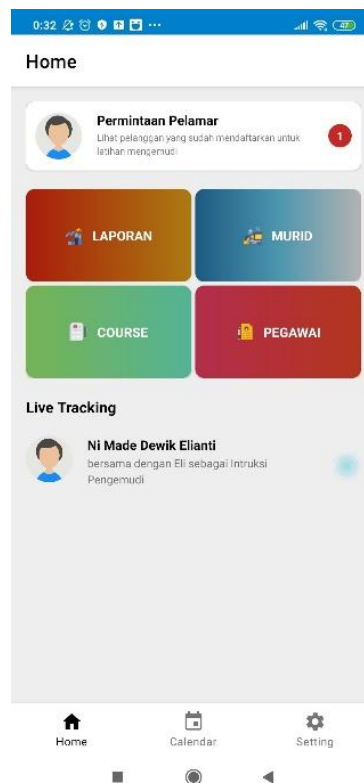 0:32
47
Home
Permintaan Pelamar
Lihat pelanggan yang sudah mendaftarkan untuk
latihan mengemudi
1
LAPORAN
MURID
COURSE
PEGAWAI
Live Tracking
Ni Made Dewik Elianti
bersama dengan Eli sebagai Intruksi
Pengemudi
Home
Calendar
Setting